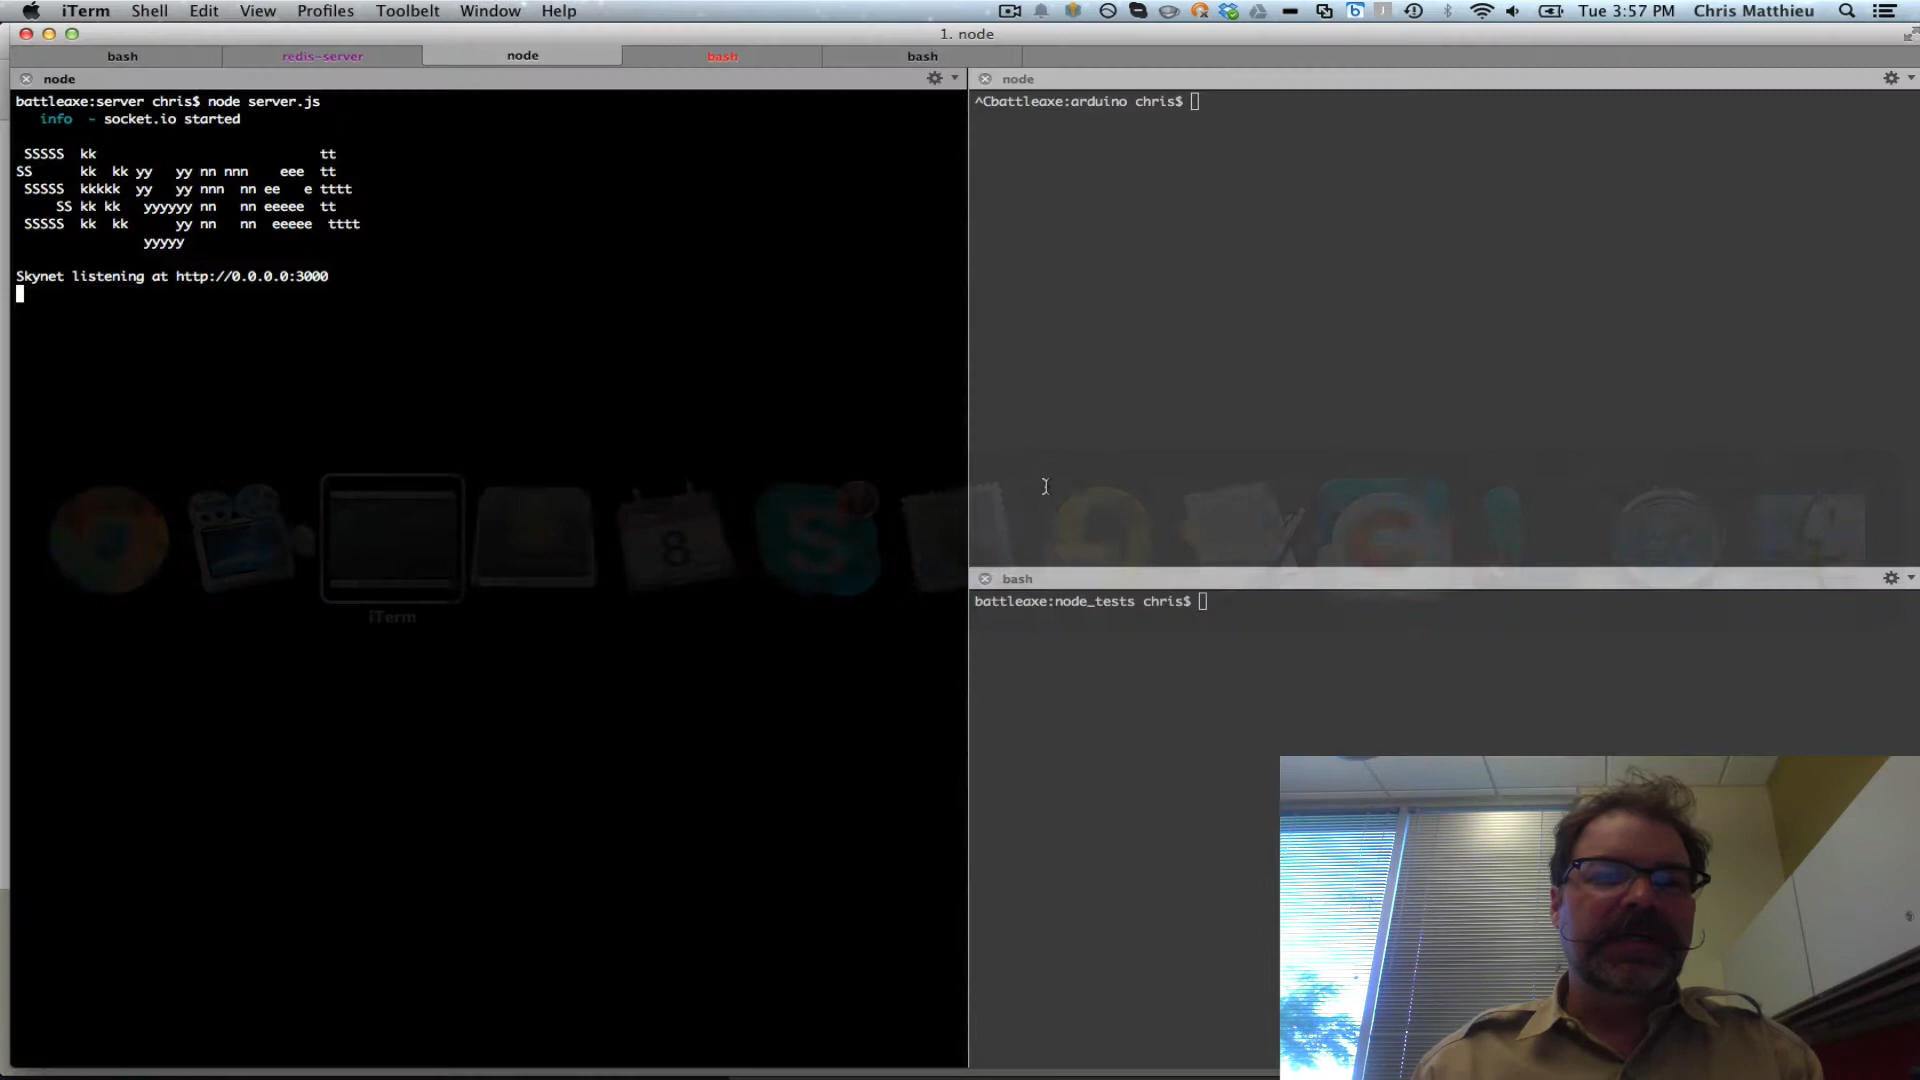 iTerm Shell Edit View Profiles Toolbelt Window Help Tue 3:57 PM Chris Matthieu
1. node
bash redis-server node bash bash
node
battleaxe:server chris$ node server.js
info - socket.io started
SSSSS kk tt
SS kk kk yy yy nn nnn eee tt
SSSSS kkkkk yy yy nnn nn ee e tttt
SS kk kk yyyyyy nn nn eeeee tt
SSSSS kk kk yy nn nn eeeee tttt
yyyyy
Skynet listening at http://0.0.0.0:3000
node
^Cbattleaxe:arduino chris$
8
S
iTerm
bash
battleaxe:node_tests chris$